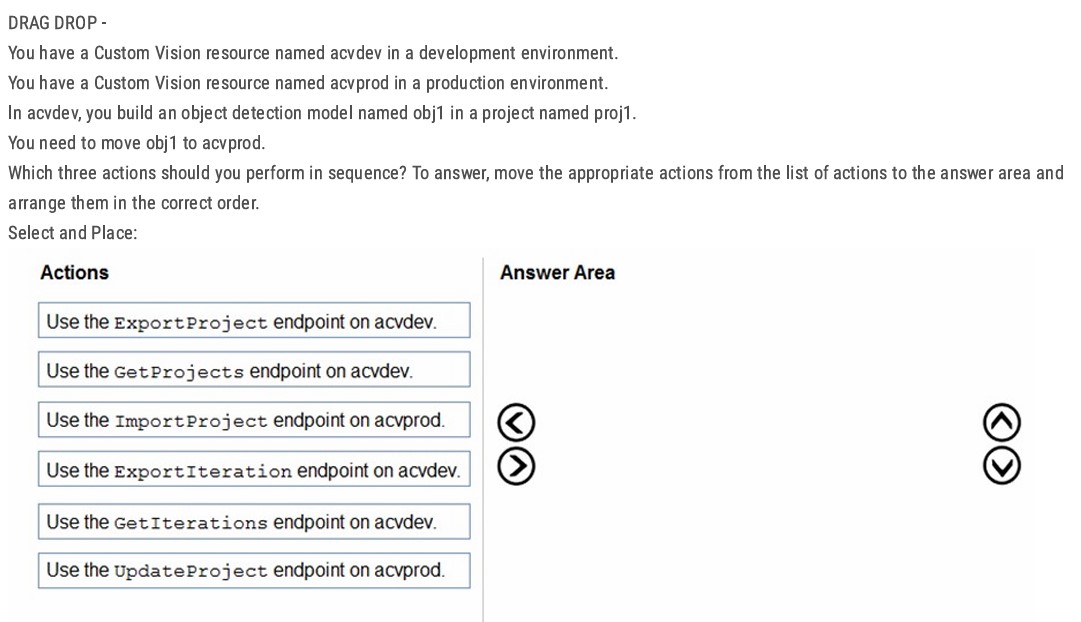 DRAG DROP -
You have a Custom Vision resource named acvdev in a development environment.
You have a Custom Vision resource named acvprod in a production environment.
In acvdev, you build an object detection model named obj1 in a project named proj1.
You need to move obj1 to acvprod.
Which three actions should you perform in sequence? To answer, move the appropriate actions from the list of actions to the answer area and
arrange them in the correct order.
Select and Place:
Actions
Answer Area
Use the ExportProject endpoint on acvdev.
Use the GetProjects endpoint on acvdev.
Use the ImportProject endpoint on acvprod.
Use the ExportIteration endpoint on acvdev.
Use the GetIterations endpoint on acvdev.
Use the UpdateProject endpoint on acvprod.